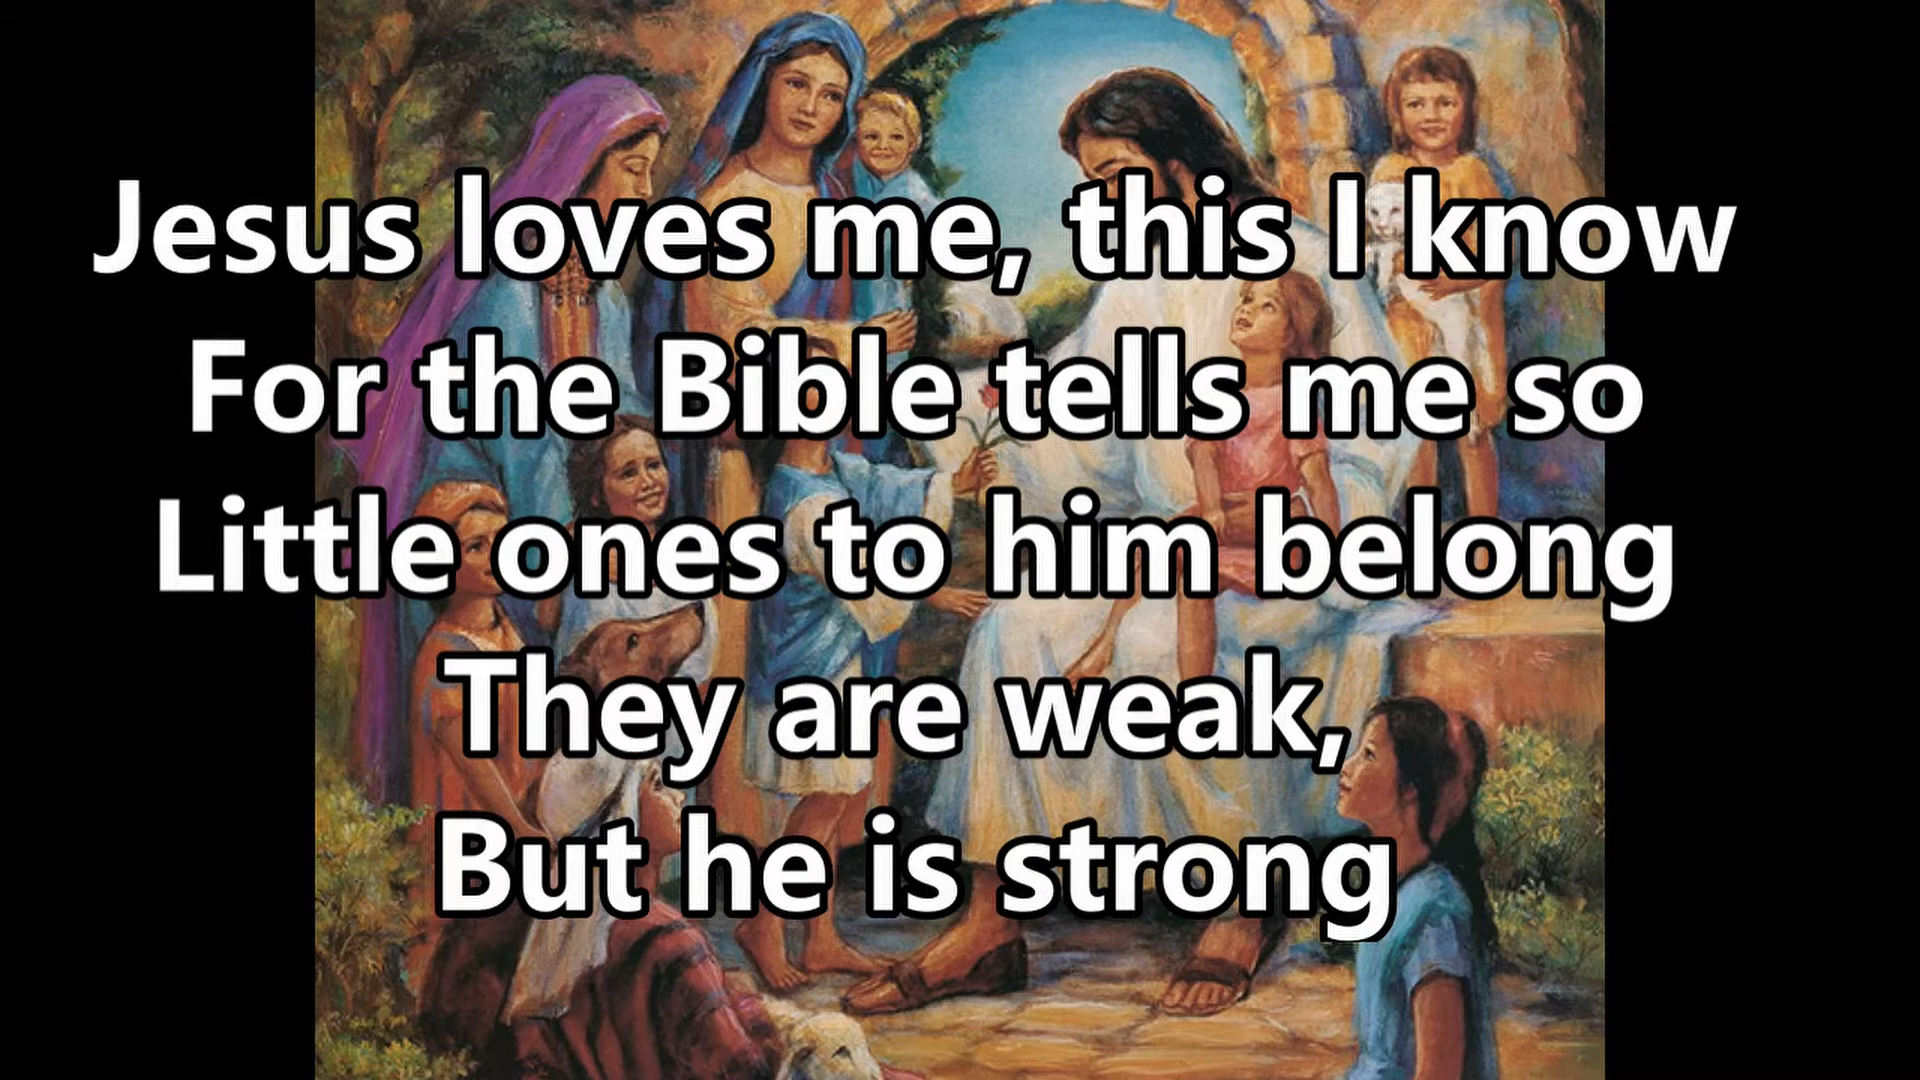 Jesus loves me, this I know
For the Bible tells me so
Little ones to him belong
They are weak,
But he is strong